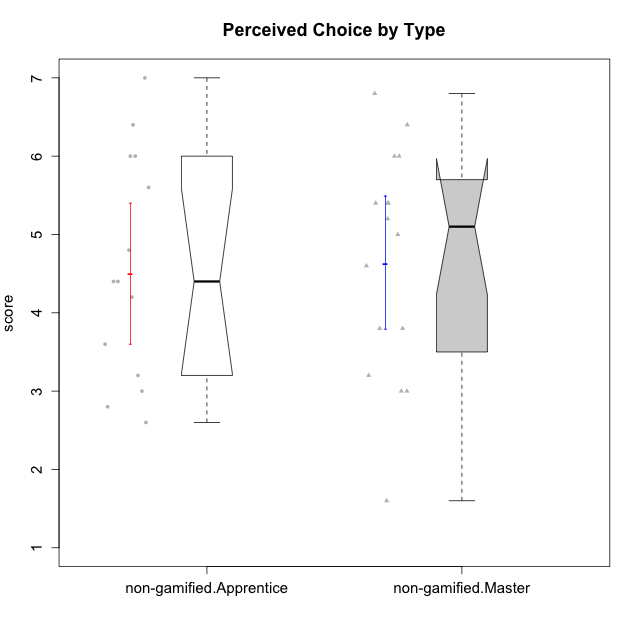 Perceived Choice by Type
7
6
5
4
3
2
1
score
non-gamified.Apprentice
non-gamified.Master